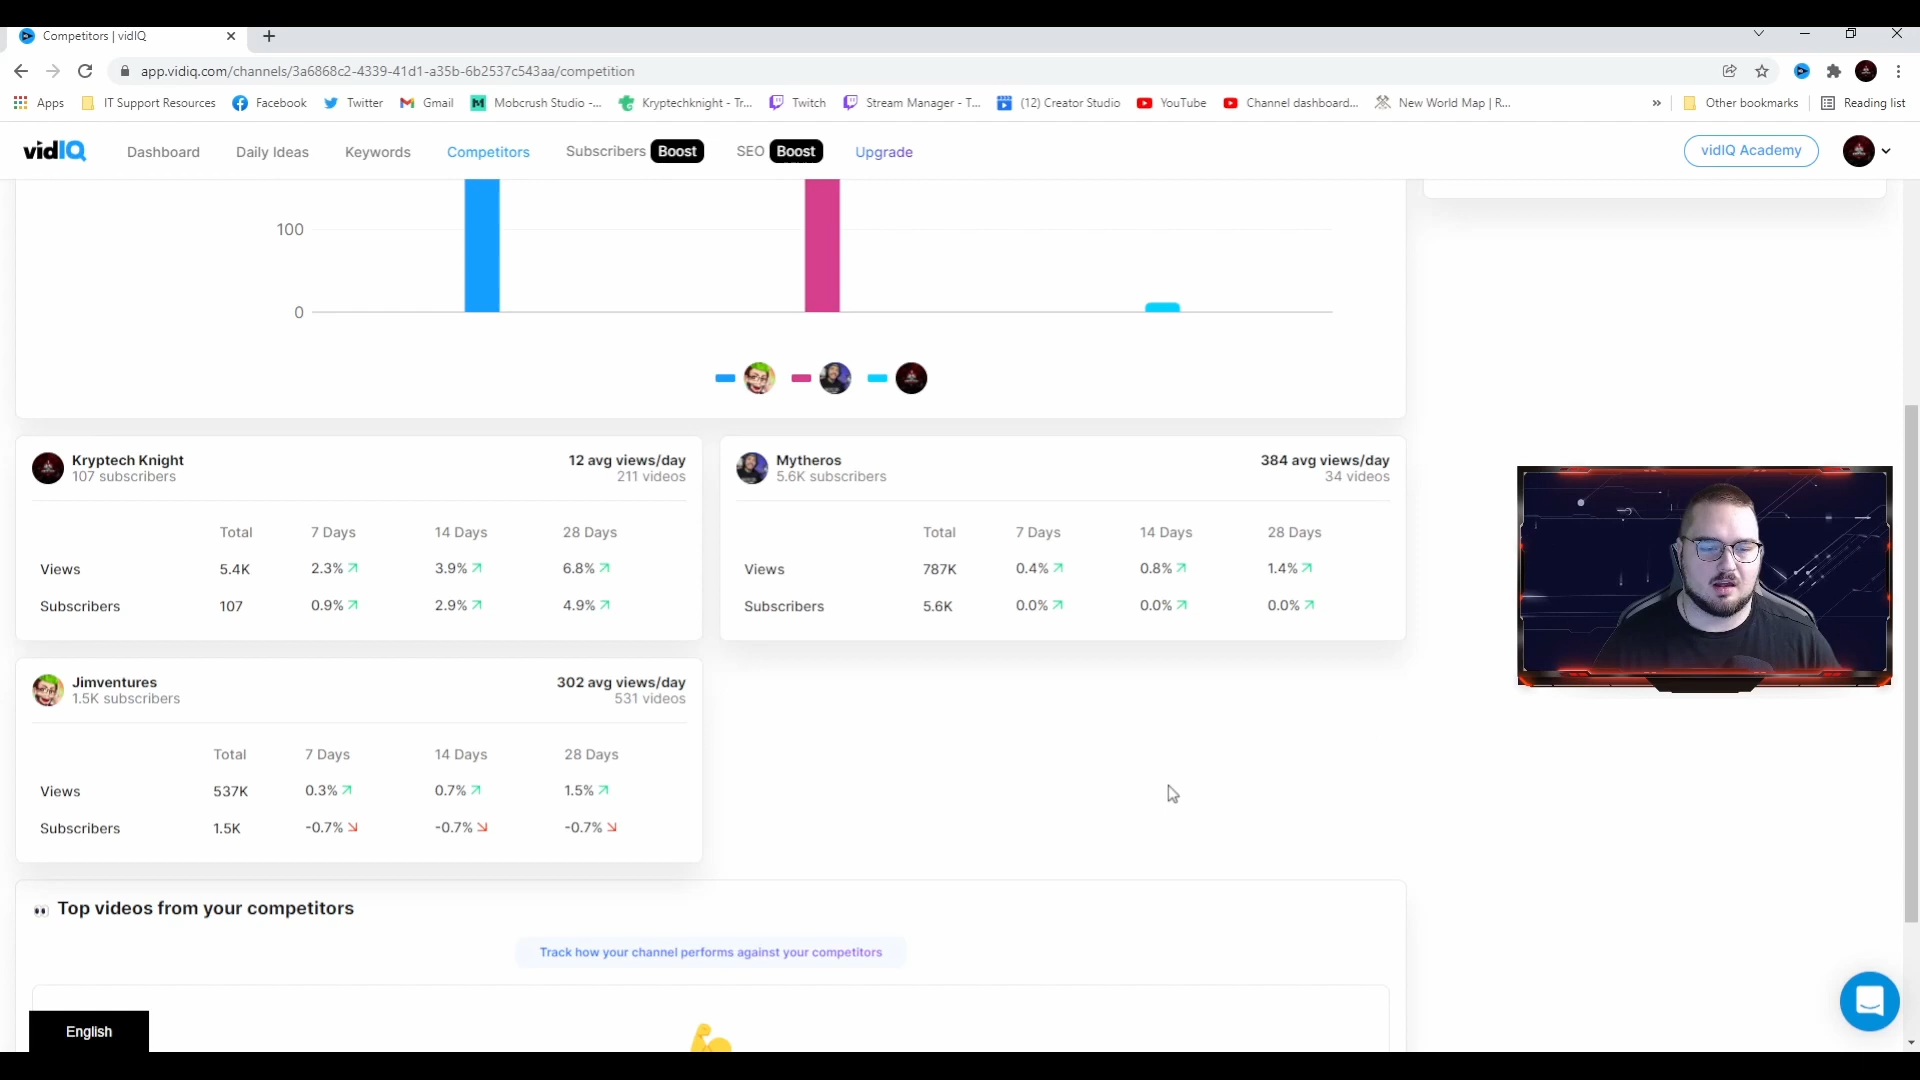 Competitors | vidIQ
app.vidiq.com/channels/3a6868c2-4339-41d1-a35b-6b2537c543aa/competition
Apps IT Support Resources Facebook Twitter Gmail Mobcrush Studio -... Kryptechknight - Tr... Twitch Stream Manager - T... (12) Creator Studio YouTube Channel dashboard... New World Map | R... » Other bookmarks Reading list
vidIQ Dashboard Daily Ideas Keywords Competitors Subscribers Boost SEO Boost Upgrade vidIQ Academy
100
0
Kryptech Knight 12 avg views/day
107 subscribers 211 videos
Total 7 Days 14 Days 28 Days
Views 5.4K 2.3% 3.9% 6.8%
Subscribers 107 0.9% 2.9% 4.9%
Mytheros 384 avg views/day
5.6K subscribers 34 videos
Total 7 Days 14 Days 28 Days
Views 787K 0.4% 0.8% 1.4%
Subscribers 5.6K 0.0% 0.0% 0.0%
Jimventures 302 avg views/day
1.5K subscribers 531 videos
Total 7 Days 14 Days 28 Days
Views 537K 0.3% 0.7% 1.5%
Subscribers 1.5K -0.7% -0.7% -0.7%
Top videos from your competitors
Track how your channel performs against your competitors
English